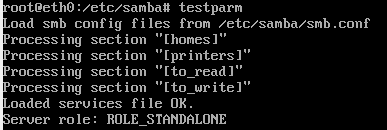 root@eth0:/etc/samba# testparm
Load smb config files from /etc/samba/smb.conf
Processing section "[homes]"
Processing section "[printers]"
Processing section "[to_read]"
Processing section "[to_write]"
Loaded services file OK.
Server role: ROLE_STANDALONE